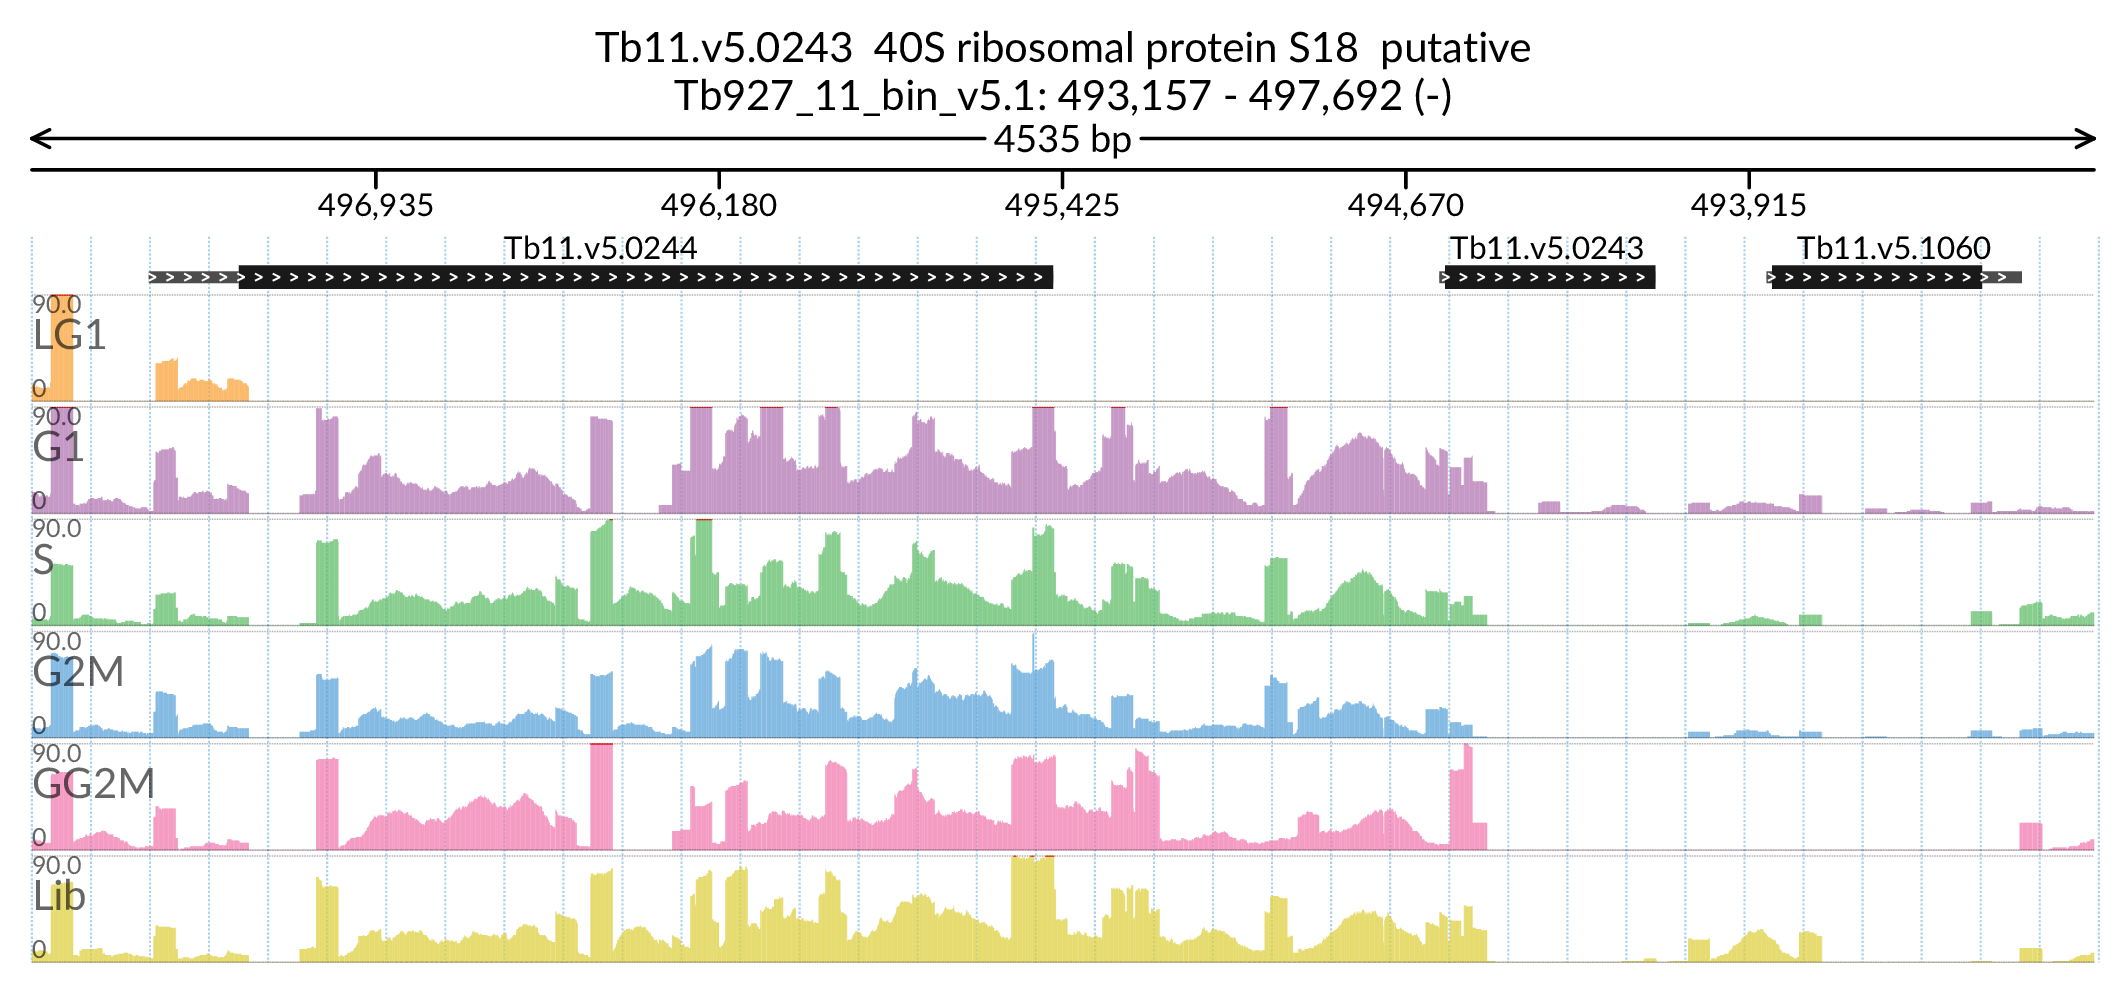 Tb11.v5.0243  40S ribosomal protein S18  putative
Tb927_11_bin_v5.1: 493,157 - 497,692 (-)
4535 bp
496,935 496,180 495,425 494,670 493,915
Tb11.v5.0244 Tb11.v5.0243 Tb11.v5.1060
90.0
LG1
0
90.0
G1
0
90.0
S
0
90.0
G2M
0
90.0
GG2M
0
90.0
Lib
0